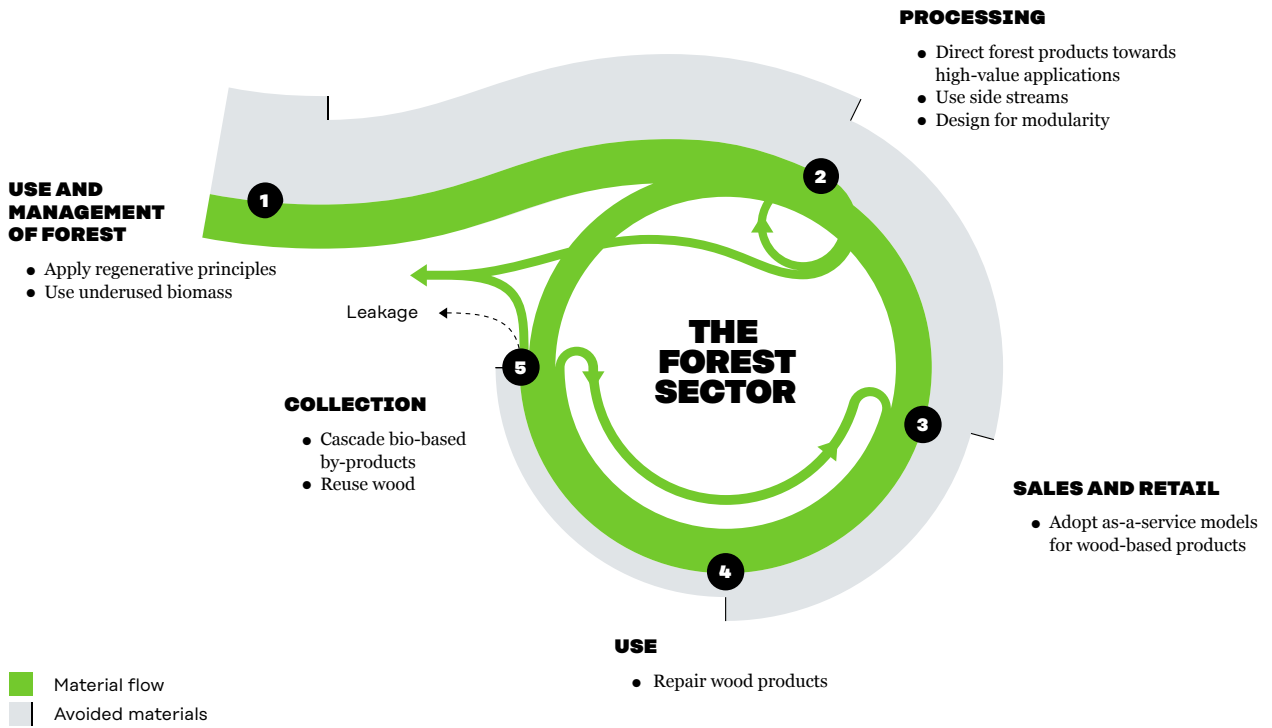 PROCESSING
● Direct forest products towards
high-value applications
● Use side streams
● Design for modularity
2
USE AND
MANAGEMENT
OF FOREST
1
● Apply regenerative principles
● Use underused biomass
Leakage
THE
FOREST
SECTOR
5
COLLECTION
● Cascade bio-based
by-products
● Reuse wood
3
SALES AND RETAIL
● Adopt as-a-service models
for wood-based products
4
USE
● Repair wood products
Material flow
Avoided materials